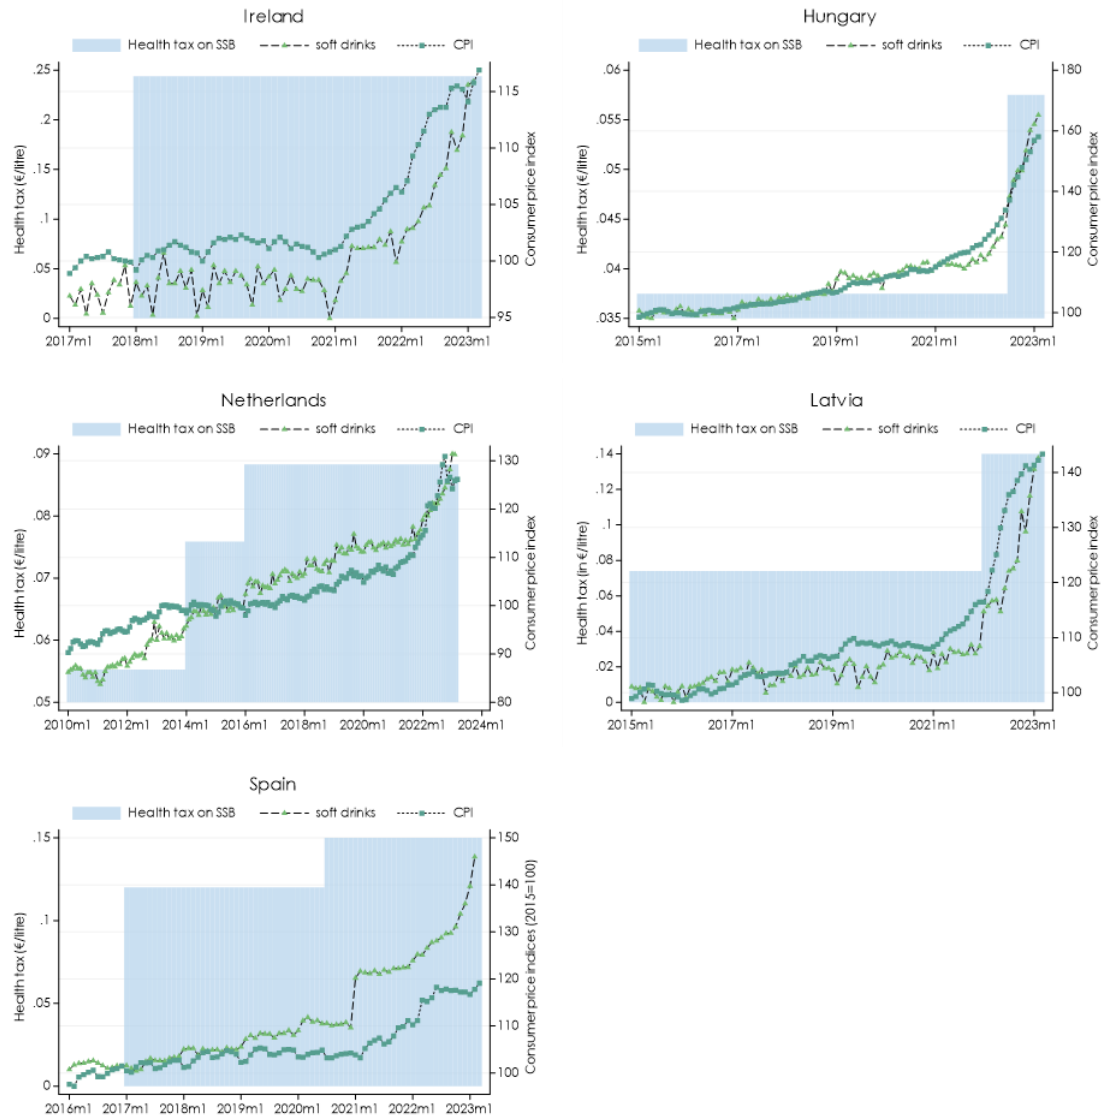 Ireland
Health tax on SSB soft drinks CPI
Health tax (€/litre)
.25
.2
.15
.1
.05
0
115
110
105
100
95
Consumer price index
2017m1 2018m1 2019m1 2020m1 2021m1 2022m1 2023m1
Hungary
Health tax on SSB soft drinks CPI
Health tax (€/litre)
.06
.055
.05
.045
.04
.035
180
160
140
120
100
Consumer price index
2015m1 2017m1 2019m1 2021m1 2023m1
Netherlands
Health tax on SSB soft drinks CPI
Health tax (€/litre)
.09
.08
.07
.06
.05
130
120
110
100
90
80
Consumer price index
2010m1 2012m1 2014m1 2016m1 2018m1 2020m1 2022m1 2024m1
Latvia
Health tax on SSB soft drinks CPI
Health tax (in €/litre)
.14
.12
.1
.08
.06
.04
.02
0
140
130
120
110
100
Consumer price index
2015m1 2017m1 2019m1 2021m1 2023m1
Spain
Health tax on SSB soft drinks CPI
Health tax (€/litre)
.15
.1
.05
0
150
140
130
120
110
100
Consumer price indices (2015=100)
2016m1 2017m1 2018m1 2019m1 2020m1 2021m1 2022m1 2023m1